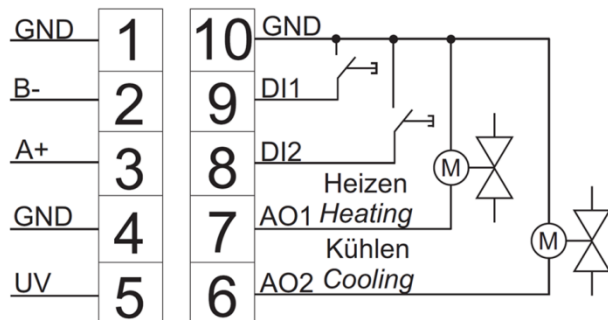 GND 1 10 GND
B- 2 9 DI1
A+ 3 8 DI2
M
Heizen
GND 4 7 AO1 Heating
M
Kühlen
UV 5 6 AO2 Cooling